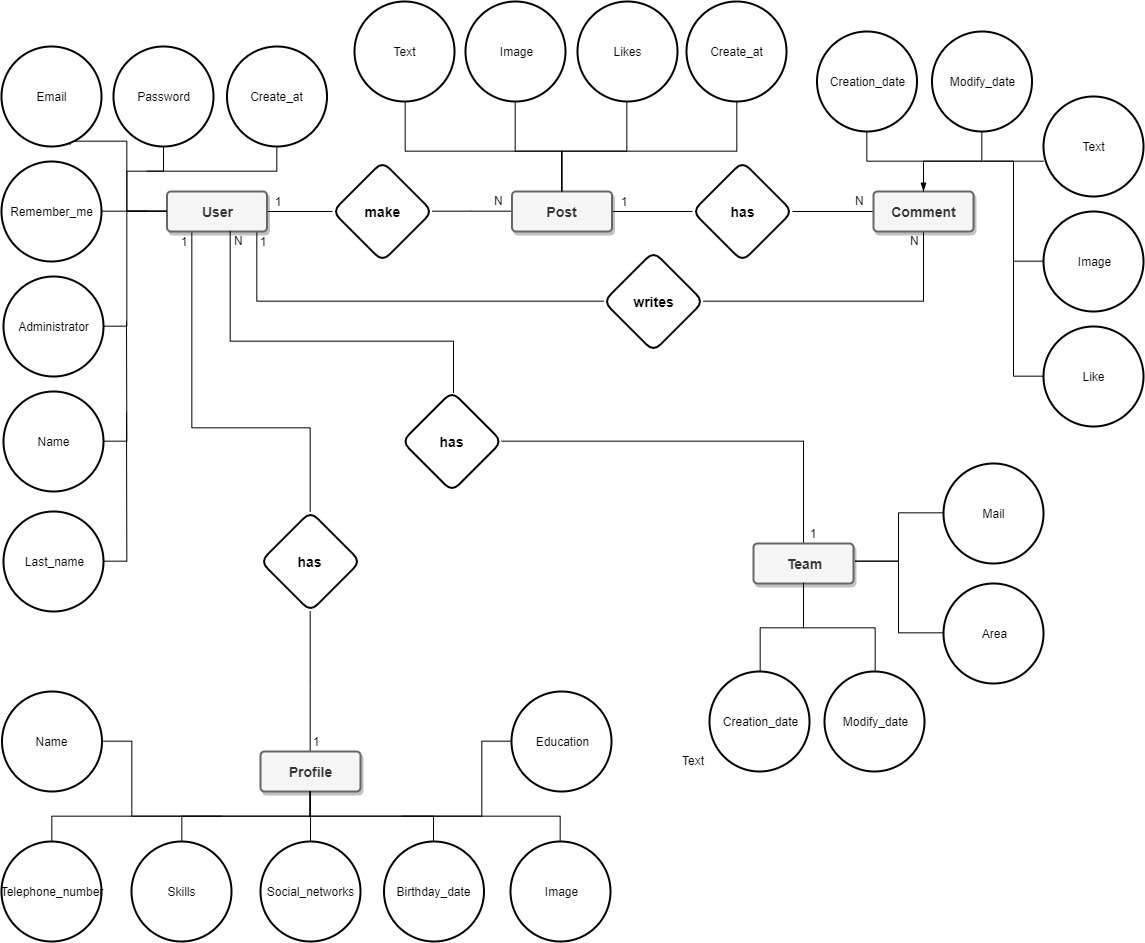 Text
Image
Likes
Create_at
Creation_date
Modify_date
Email
Password
Create_at
Text
Remember_me
User
1
make
N
Post
1
has
N
Comment
1
N
1
N
Image
writes
Administrator
Like
Name
has
Mail
1
Last_name
has
Team
Area
Creation_date
Modify_date
Name
1
Education
Text
Profile
Telephone_number
Skills
Social_networks
Birthday_date
Image